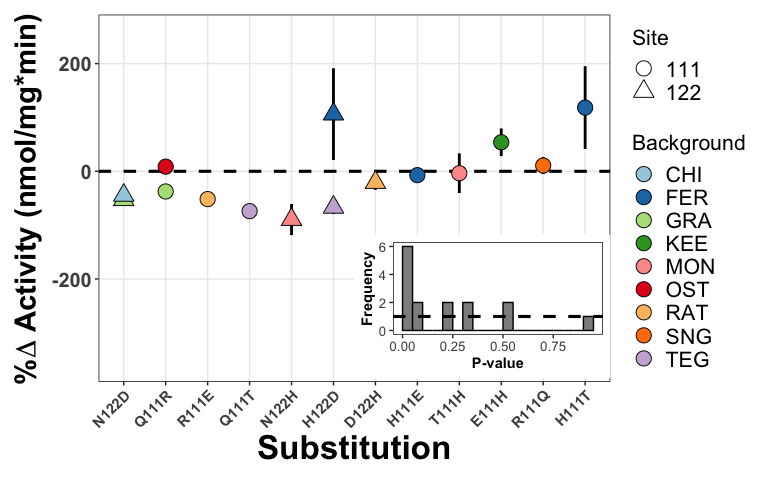 %Δ Activity (nmol/mg*min)
200
0
-200
N122D
Q111R
R111E
Q111T
N122H
H122D
D122H
H111E
T111H
E111H
R111Q
H111T
Substitution
Frequency
6
4
2
0
0.00
0.25
0.50
0.75
P-value
Site
111
122
Background
CHI
FER
GRA
KEE
MON
OST
RAT
SNG
TEG